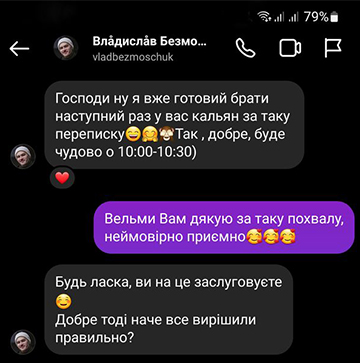 79%
Вла̊дисла̊в Безмо...
vladbezmoschuk
Господи ну я вже готовий брати
наступний раз у вас кальян за таку
переписку😅🤗🙊Так , добре, буде
чудово о 10:00-10:30)
Вельми Вам дякую за таку похвалу,
неймовірно приємно🥰🥰🥰
Будь ласка, ви на це заслуговуєте
☺️
Добре тоді наче все вирішили
правильно?